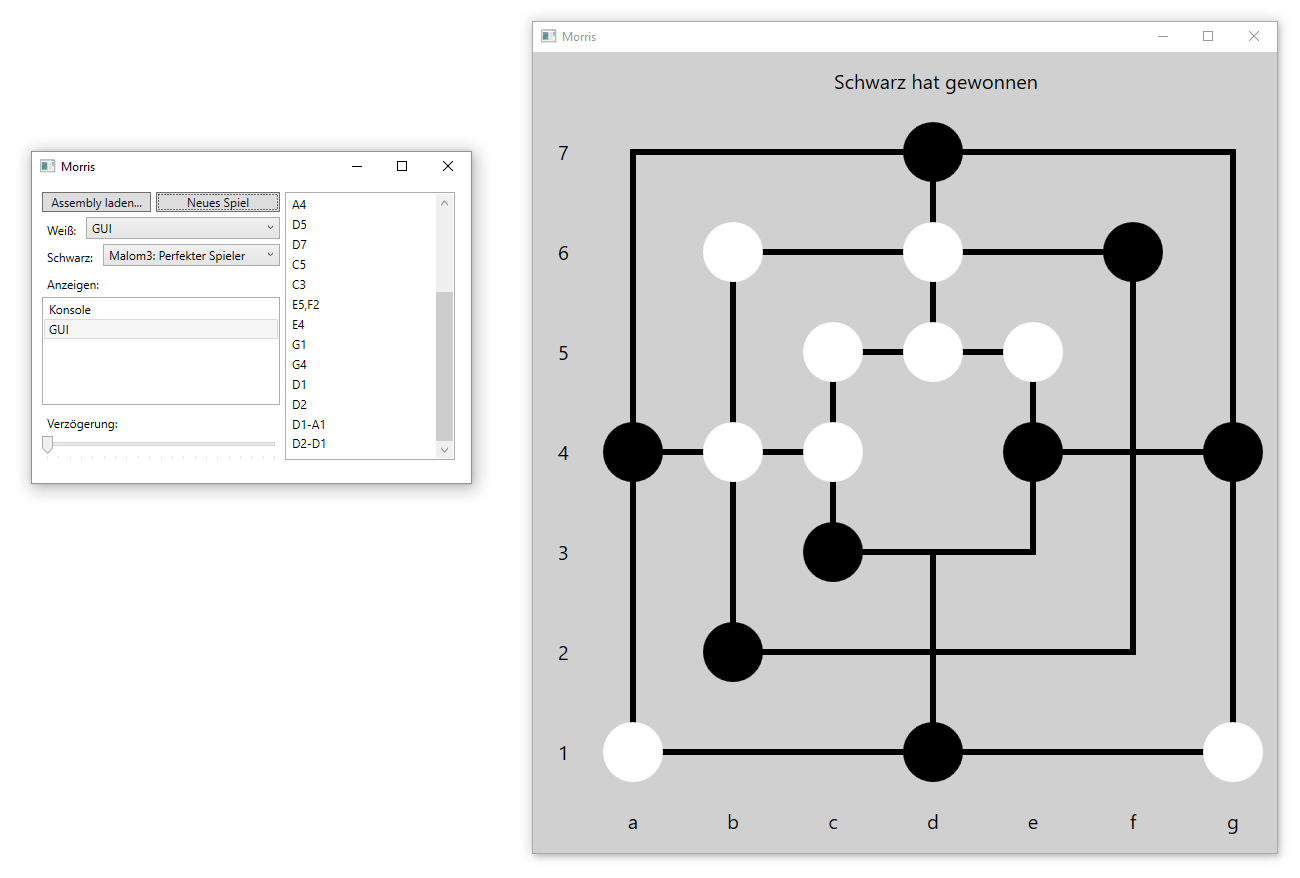 Morris
Assembly laden...
Neues Spiel
Weiß:
GUI
Schwarz:
Malom3: Perfekter Spieler
Anzeigen:
Konsole
GUI
Verzögerung:
A4
D5
D7
C5
C3
E5,F2
E4
G1
G4
D1
D2
D1-A1
D2-D1
Morris
Schwarz hat gewonnen
7
6
5
4
3
2
1
a b c d e f g